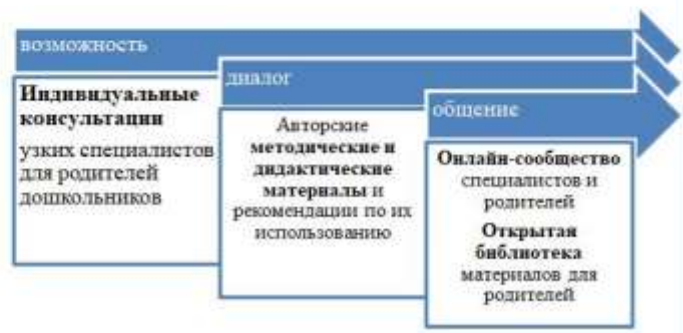 возможность
Индивидуальные
консультации
узких специалистов
для родителей
дошкольников
диалог
Авторские
методические и
дидактические
материалы и
рекомендации по их
использованию
общение
Онлайн-сообщество
специалистов и
родителей
Открытая
библиотека
материалов для
родителей